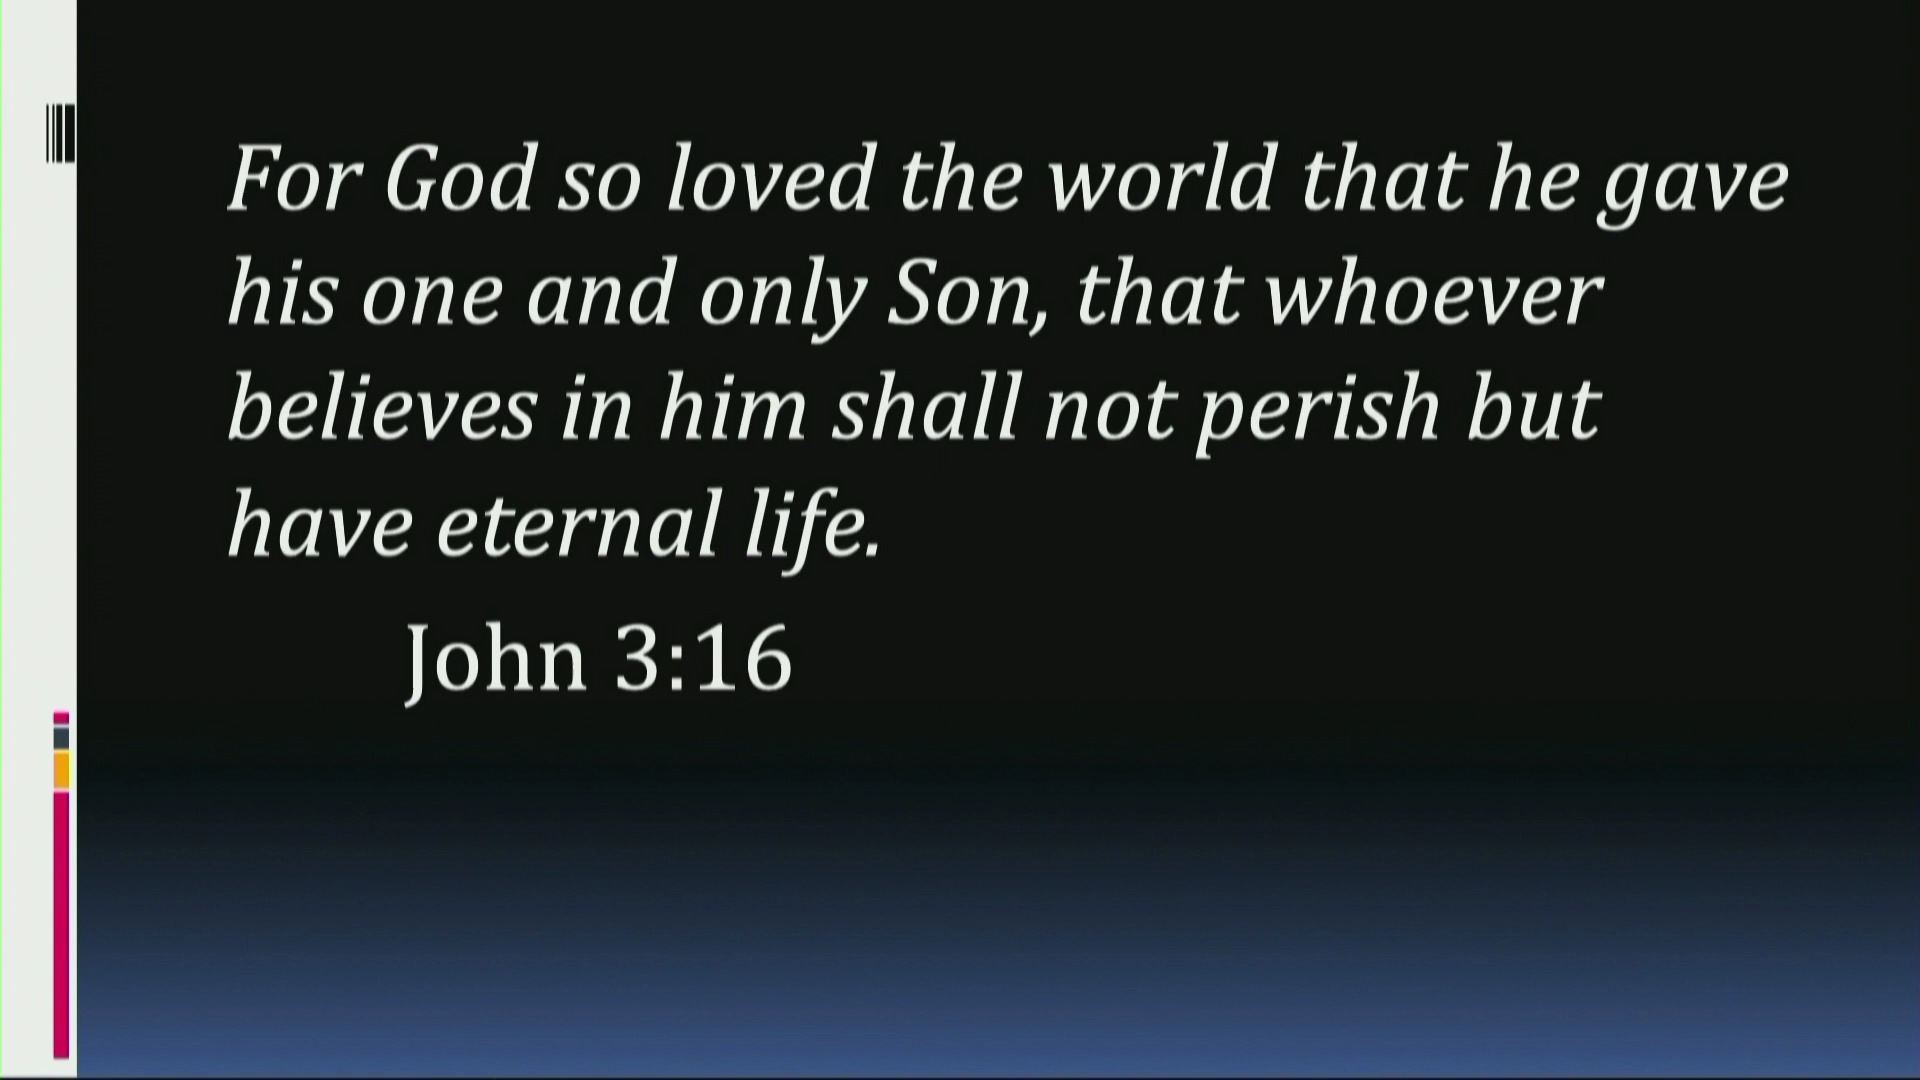 For God so loved the world that he gave
his one and only Son, that whoever
believes in him shall not perish but
have eternal life.
John 3:16